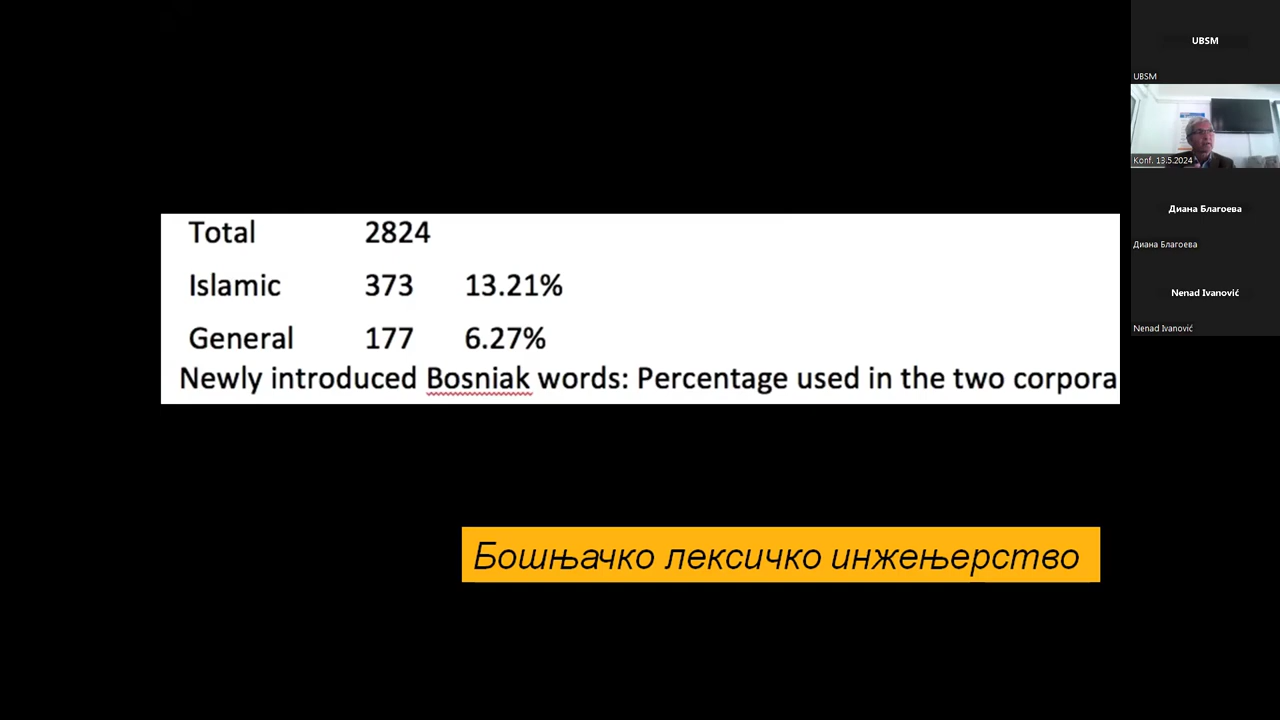 Total 2824
Islamic 373 13.21%
General 177 6.27%
Newly introduced Bosniak words: Percentage used in the two corpora
Бошњачко лексичко инжењерство
UBSM
UBSM
Konf. 13.5.2024
Диана Благоева
Диана Благоева
Nenad Ivanović
Nenad Ivanović